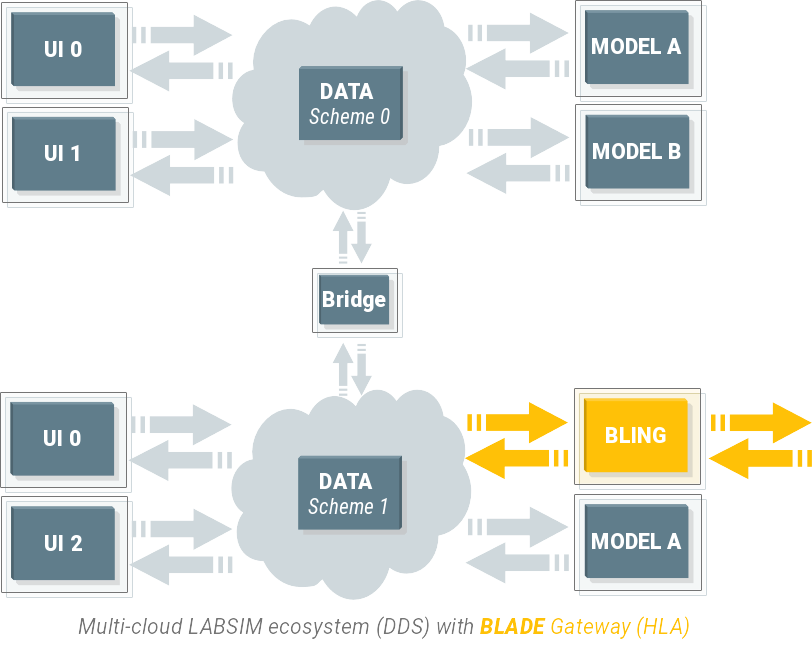 UI 0
MODEL A
DATA
Scheme 0
UI 1
MODEL B
Bridge
UI 0
BLING
DATA
Scheme 1
UI 2
MODEL A
Multi-cloud LABSIM ecosystem (DDS) with BLADE Gateway (HLA)